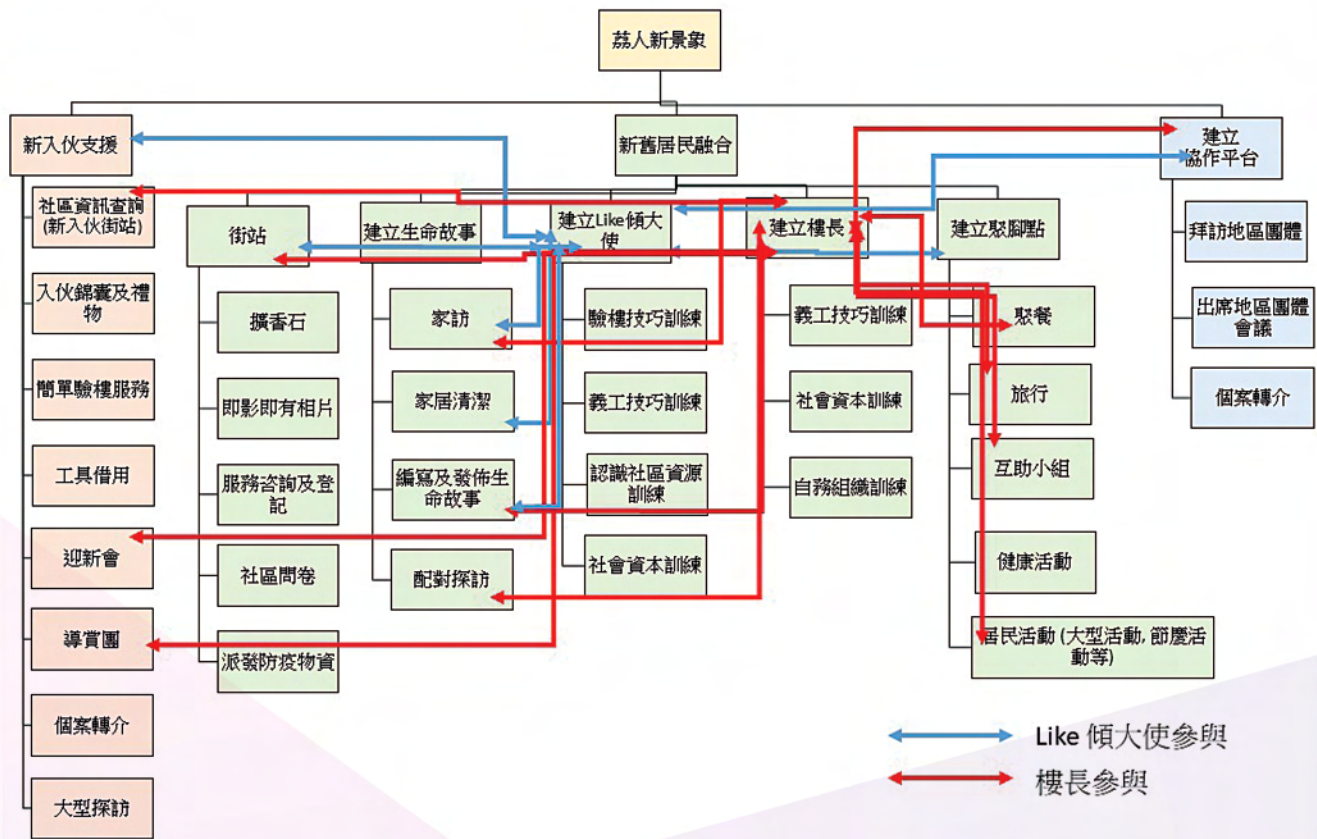 荔人新景象
新入伙支援
新舊居民融合
建立
協作平台
社區資訊查詢
(新入伙街站)
入伙錦囊及禮
物
簡單驗樓服務
工具借用
迎新會
導賞團
個案轉介
大型探訪
街站
擴香石
即影即有相片
服務咨詢及登
記
社區問卷
派發防疫物資
建立生命故事
家訪
家居清潔
編寫及發佈生
命故事
配對探訪
建立Like傾大
使
驗樓技巧訓練
義工技巧訓練
認識社區資源
訓練
社會資本訓練
建立樓長
義工技巧訓練
社會資本訓練
自務組織訓練
建立聚腳點
聚餐
旅行
互助小組
健康活動
居民活動 (大型活動, 節慶活
動等)
拜訪地區團體
出席地區團體
會議
個案轉介
Like 傾大使參與
樓長參與